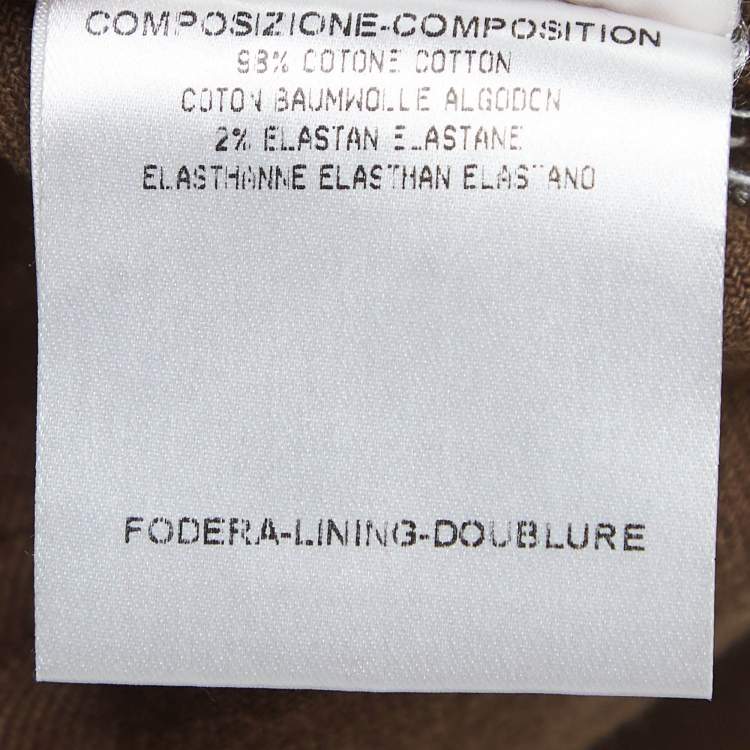 COMPOSIZIONE-COMPOSITION
98% COTONE COTTON
COTON BAUMWOLLE ALGODON
2% ELASTAN ELASTANE
ELASTHANNE ELASTHAN ELASTANO
FODERA-LINING-DOUBLURE